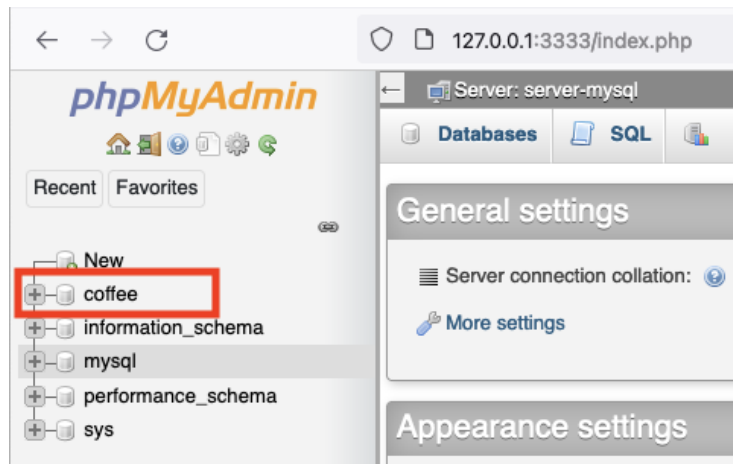 127.0.0.1:3333/index.php
phpMyAdmin
Recent Favorites
New
coffee
information_schema
mysql
performance_schema
sys
Server: server-mysql
Databases SQL
General settings
Server connection collation:
More settings
Appearance settings